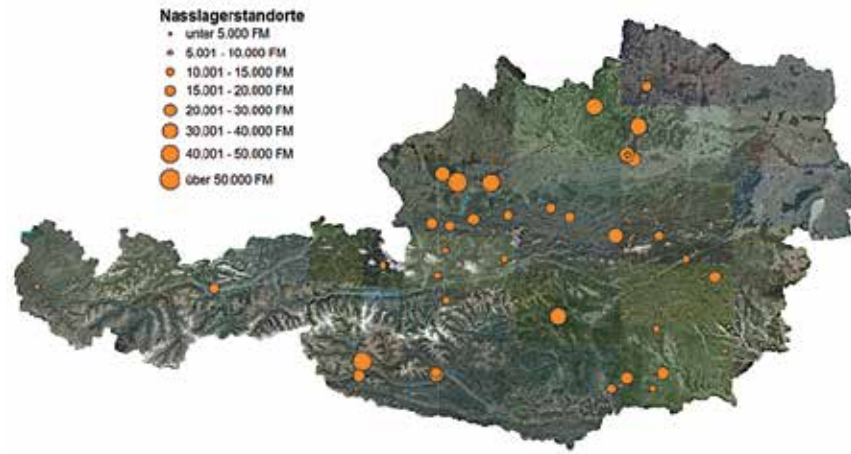 Nasslagerstandorte
unter 5.000 FM
5.001 - 10.000 FM
10.001 - 15.000 FM
15.001 - 20.000 FM
20.001 - 30.000 FM
30.001 - 40.000 FM
40.001 - 50.000 FM
über 50.000 FM